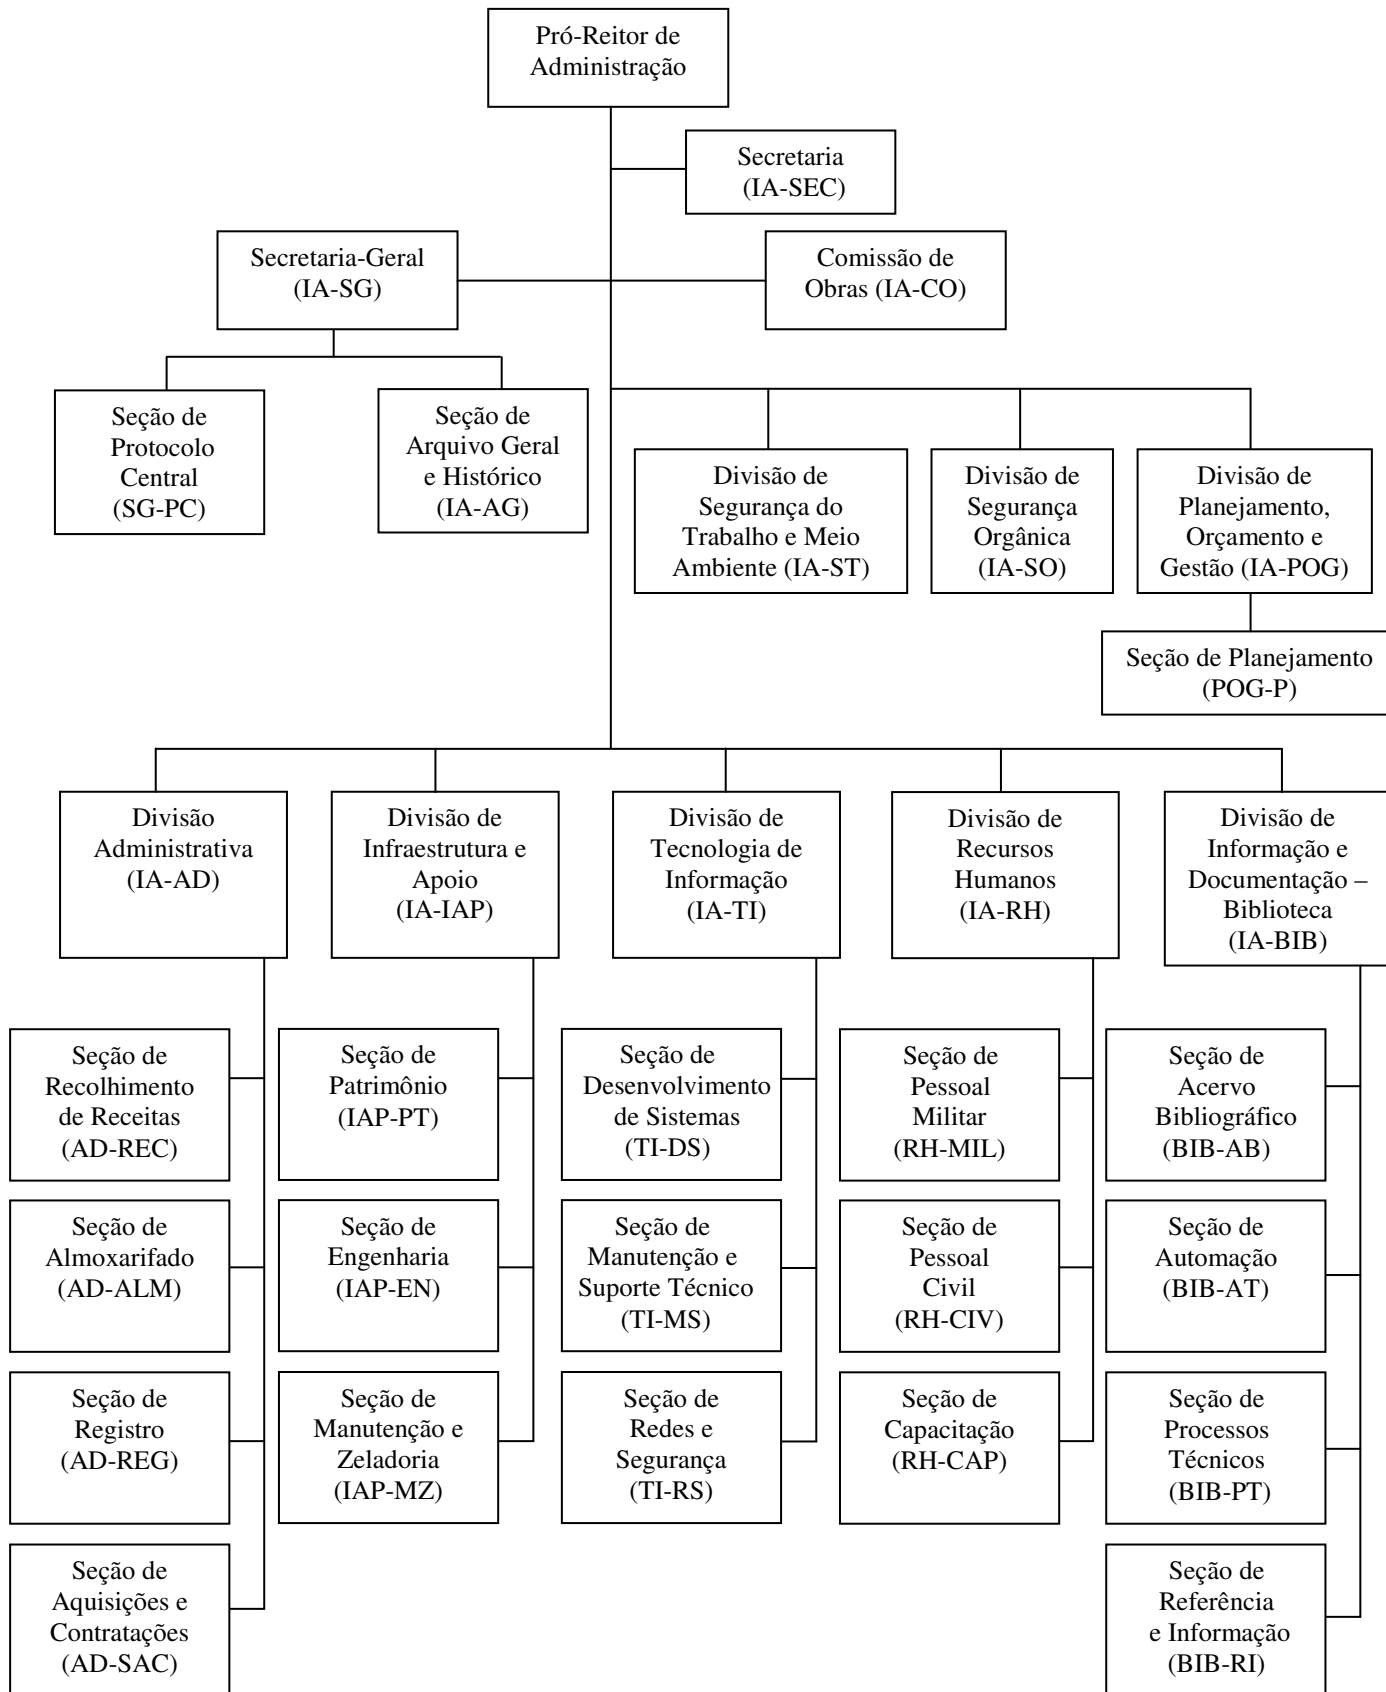 Pró-Reitor de
Administração
Secretaria
(IA-SEC)
Secretaria-Geral
(IA-SG)
Comissão de
Obras (IA-CO)
Seção de
Protocolo
Central
(SG-PC)
Seção de
Arquivo Geral
e Histórico
(IA-AG)
Divisão de
Segurança do
Trabalho e Meio
Ambiente (IA-ST)
Divisão de
Segurança
Orgânica
(IA-SO)
Divisão de
Planejamento,
Orçamento e
Gestão (IA-POG)
Seção de Planejamento
(POG-P)
Divisão
Administrativa
(IA-AD)
Divisão de
Infraestrutura e
Apoio
(IA-IAP)
Divisão de
Tecnologia de
Informação
(IA-TI)
Divisão de
Recursos
Humanos
(IA-RH)
Divisão de
Informação e
Documentação –
Biblioteca
(IA-BIB)
Seção de
Recolhimento
de Receitas
(AD-REC)
Seção de
Patrimônio
(IAP-PT)
Seção de
Desenvolvimento
de Sistemas
(TI-DS)
Seção de
Pessoal
Militar
(RH-MIL)
Seção de
Acervo
Bibliográfico
(BIB-AB)
Seção de
Almoxarifado
(AD-ALM)
Seção de
Engenharia
(IAP-EN)
Seção de
Manutenção e
Suporte Técnico
(TI-MS)
Seção de
Pessoal
Civil
(RH-CIV)
Seção de
Automação
(BIB-AT)
Seção de
Registro
(AD-REG)
Seção de
Manutenção e
Zeladoria
(IAP-MZ)
Seção de
Redes e
Segurança
(TI-RS)
Seção de
Capacitação
(RH-CAP)
Seção de
Processos
Técnicos
(BIB-PT)
Seção de
Aquisições e
Contratações
(AD-SAC)
Seção de
Referência
e Informação
(BIB-RI)